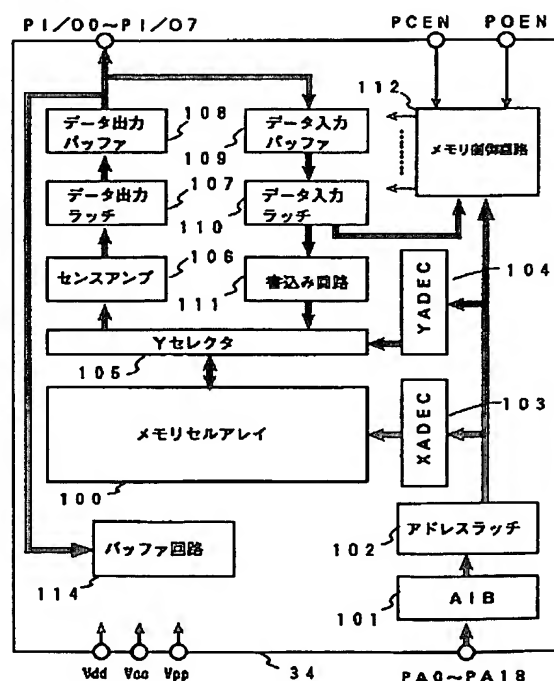 PI/O0～PI/O7
PCEN
POEN
112
データ出力
バッファ
108
データ入力
バッファ
109
メモリ制御回路
データ出力
ラッチ
107
データ入力
ラッチ
110
センスアンプ
106
書込み回路
111
YADEC
104
Yセレクタ
105
XADEC
103
メモリセルアレイ
100
アドレスラッチ
102
バッファ回路
114
AIB
101
Vdd
Vcc
Vpp
34
PA0～PA18